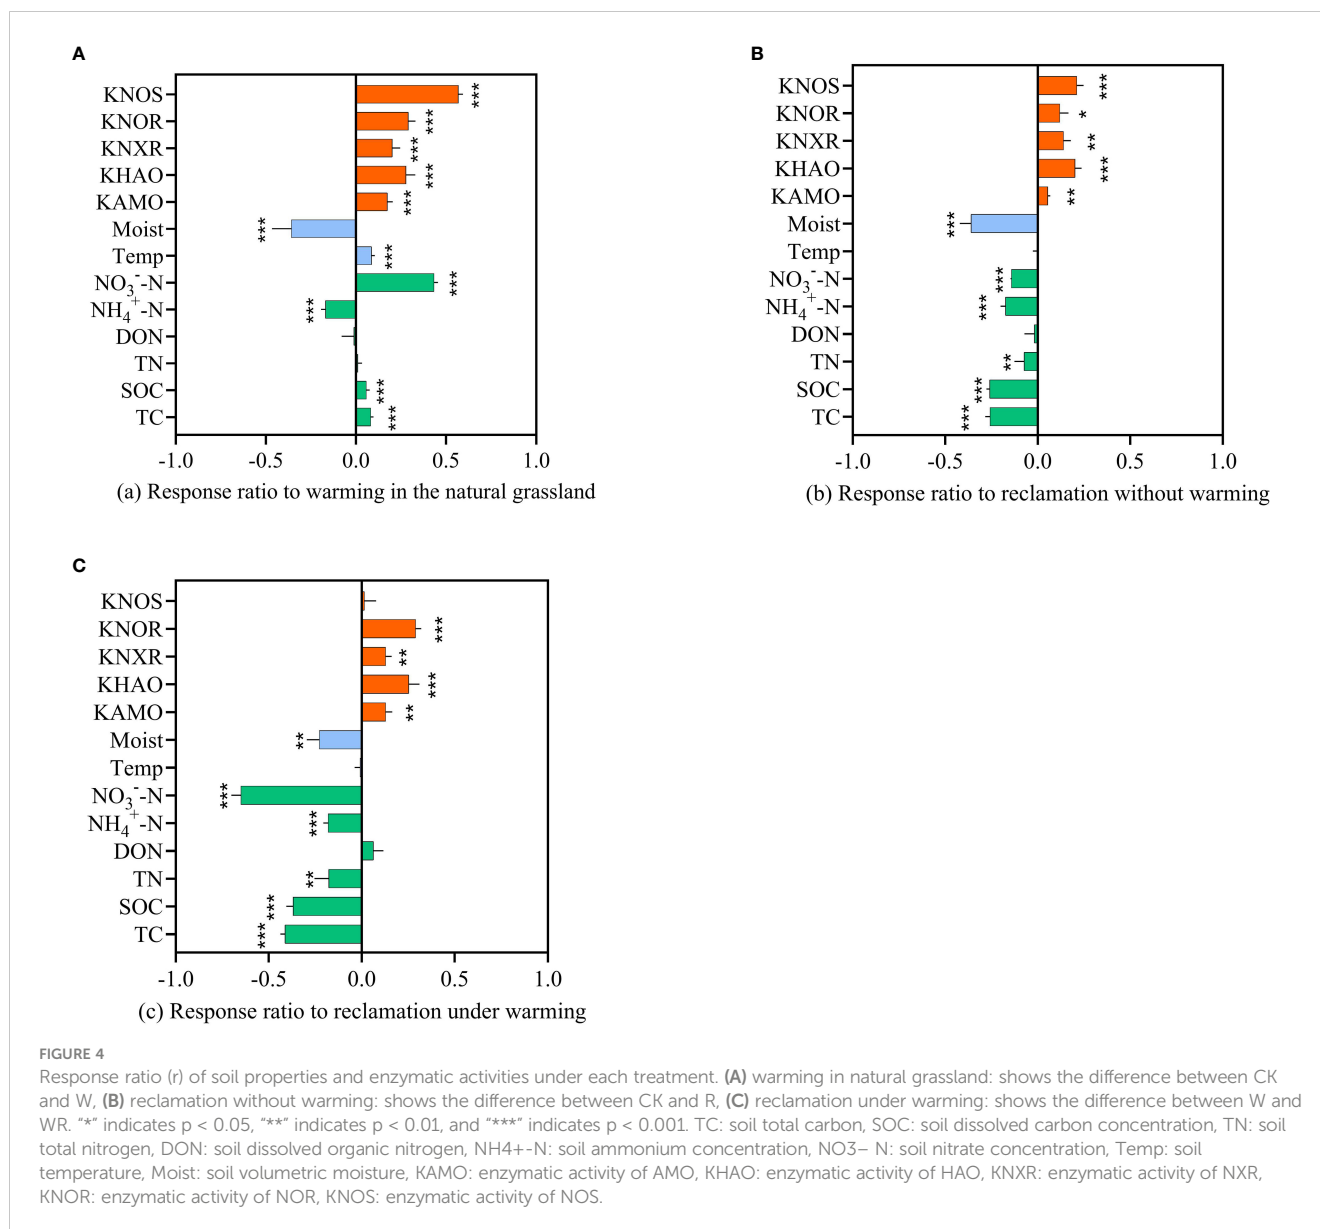 A
KNOS
***
KNOR
***
KNXR
***
KHAO
***
KAMO
***
Moist
***
Temp
***
NO3--N
***
NH4+-N
***
DON
TN
SOC
***
TC
***
-1.0 -0.5 0.0 0.5 1.0
(a) Response ratio to warming in the natural grassland
B
KNOS
***
KNOR
*
KNXR
**
KHAO
***
KAMO
**
Moist
***
Temp
NO3--N
***
NH4+-N
***
DON
TN
**
SOC
***
TC
***
-1.0 -0.5 0.0 0.5 1.0
(b) Response ratio to reclamation without warming
C
KNOS
KNOR
***
KNXR
**
KHAO
***
KAMO
**
Moist
**
Temp
NO3--N
***
NH4+-N
***
DON
TN
**
SOC
***
TC
***
-1.0 -0.5 0.0 0.5 1.0
(c) Response ratio to reclamation under warming
FIGURE 4
Response ratio (r) of soil properties and enzymatic activities under each treatment. (A) warming in natural grassland: shows the difference between CK
and W, (B) reclamation without warming: shows the difference between CK and R, (C) reclamation under warming: shows the difference between W and
WR. "*" indicates p < 0.05, "**" indicates p < 0.01, and "***" indicates p < 0.001. TC: soil total carbon, SOC: soil dissolved carbon concentration, TN: soil
total nitrogen, DON: soil dissolved organic nitrogen, NH4+-N: soil ammonium concentration, NO3– N: soil nitrate concentration, Temp: soil
temperature, Moist: soil volumetric moisture, KAMO: enzymatic activity of AMO, KHAO: enzymatic activity of HAO, KNXR: enzymatic activity of NXR,
KNOR: enzymatic activity of NOR, KNOS: enzymatic activity of NOS.